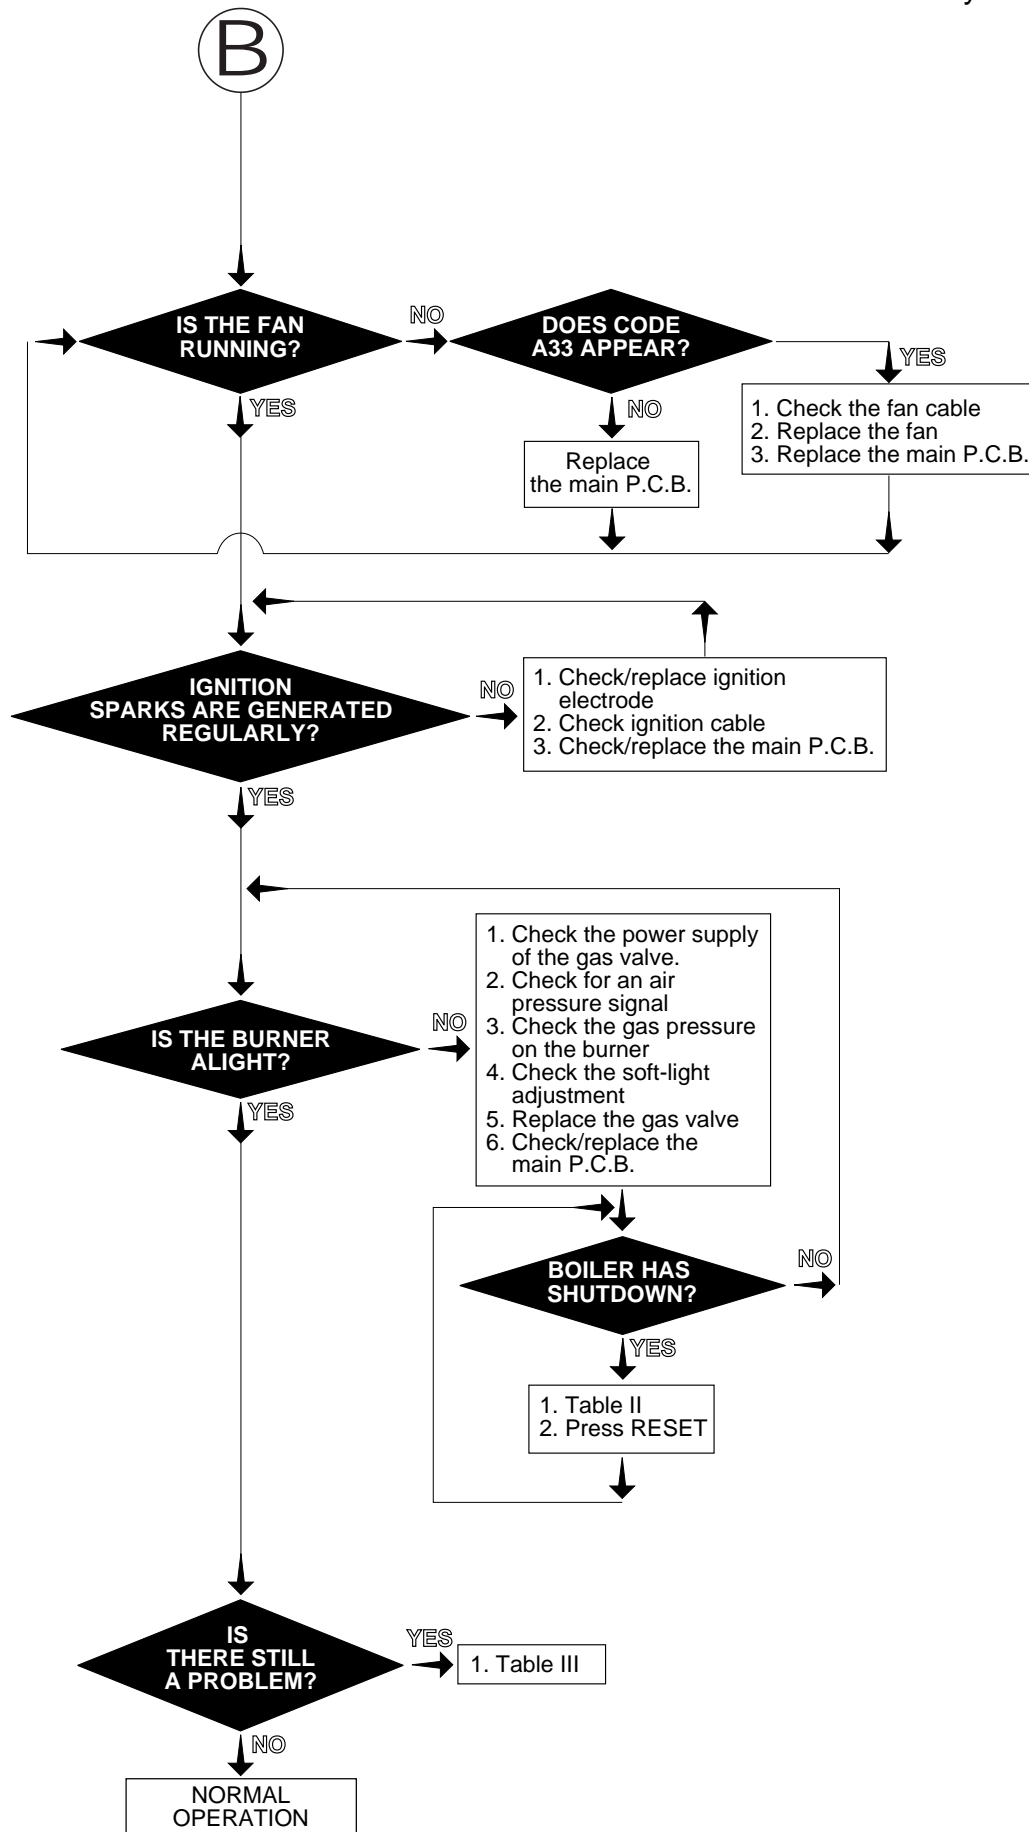 B
IS THE FAN
RUNNING?
NO
DOES CODE
A33 APPEAR?
YES
YES
NO
1. Check the fan cable
2. Replace the fan
3. Replace the main P.C.B.
Replace
the main P.C.B.
IGNITION
SPARKS ARE GENERATED
REGULARLY?
NO
1. Check/replace ignition
electrode
2. Check ignition cable
3. Check/replace the main P.C.B.
YES
IS THE BURNER
ALIGHT?
NO
1. Check the power supply
of the gas valve.
2. Check for an air
pressure signal
3. Check the gas pressure
on the burner
4. Check the soft-light
adjustment
5. Replace the gas valve
6. Check/replace the
main P.C.B.
YES
BOILER HAS
SHUTDOWN?
NO
YES
1. Table II
2. Press RESET
IS
THERE STILL
A PROBLEM?
YES
1. Table III
NO
NORMAL
OPERATION